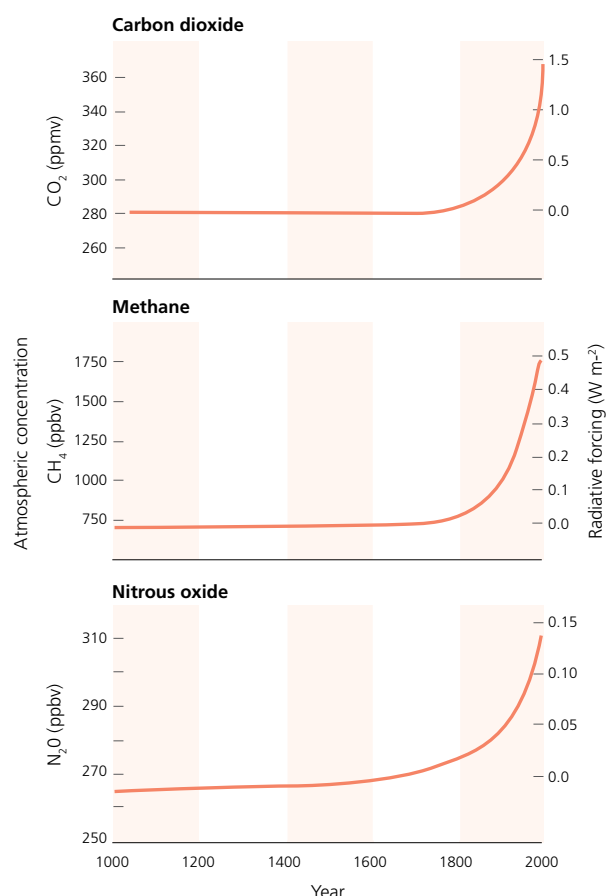 Carbon dioxide
360
340
320
300
280
260
CO2 (ppmv)
1.5
1.0
0.5
0.0
Methane
1750
1500
1250
1000
750
Atmospheric concentration
CH4 (ppbv)
0.5
0.4
0.3
0.2
0.1
0.0
Radiative forcing (W m-2)
Nitrous oxide
310
290
270
250
N20 (ppbv)
0.15
0.10
0.05
0.0
1000 1200 1400 1600 1800 2000
Year